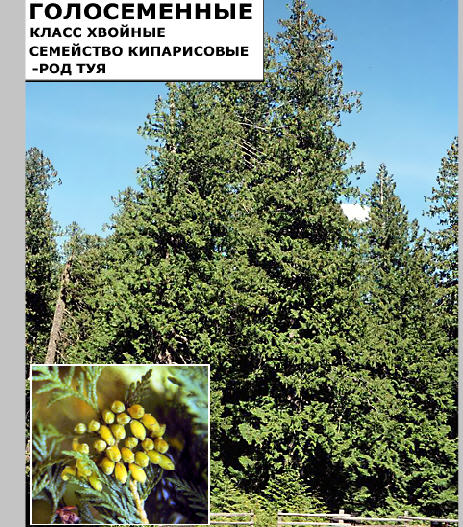 ГОЛОСЕМЕННЫЕ
КЛАСС ХВОЙНЫЕ
СЕМЕЙСТВО КИПАРИСОВЫЕ
-РОД ТУЯ